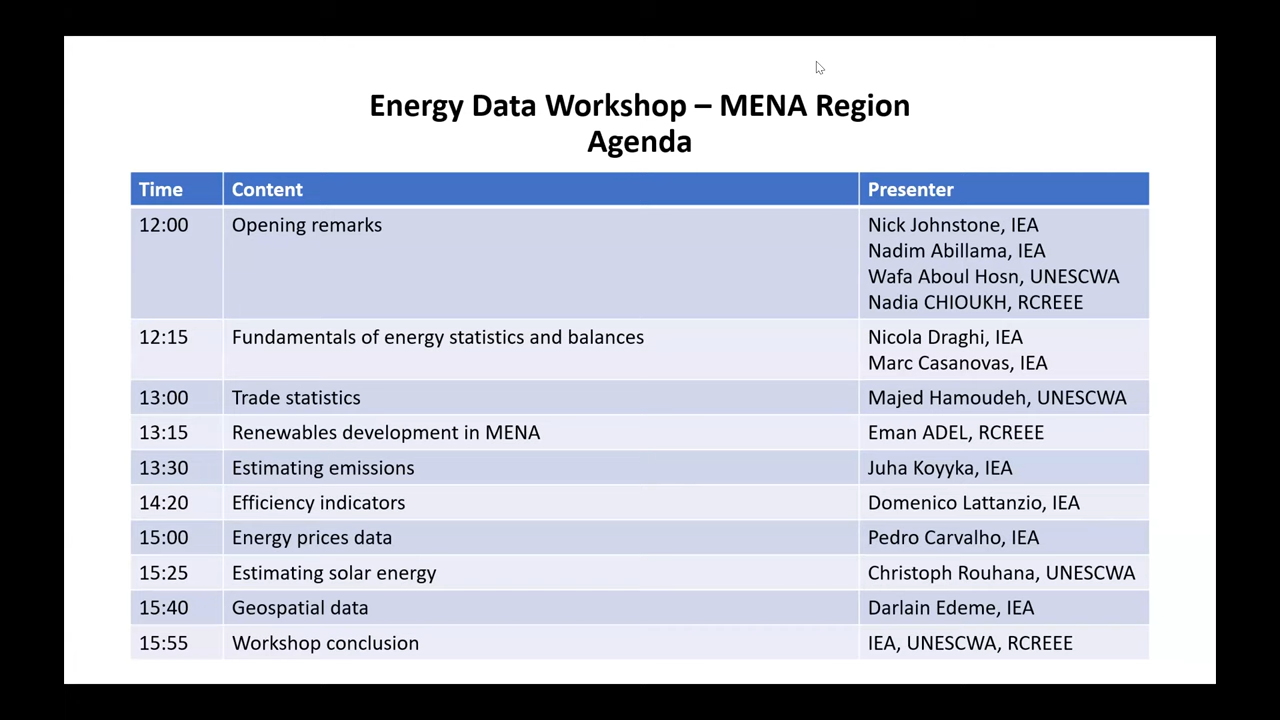 Energy Data Workshop – MENA Region
Agenda
Time Content Presenter
12:00 Opening remarks Nick Johnstone, IEA
Nadim Abillama, IEA
Wafa Aboul Hosn, UNESCWA
Nadia CHIOUKH, RCREEE
12:15 Fundamentals of energy statistics and balances Nicola Draghi, IEA
Marc Casanovas, IEA
13:00 Trade statistics Majed Hamoudeh, UNESCWA
13:15 Renewables development in MENA Eman ADEL, RCREEE
13:30 Estimating emissions Juha Koyyka, IEA
14:20 Efficiency indicators Domenico Lattanzio, IEA
15:00 Energy prices data Pedro Carvalho, IEA
15:25 Estimating solar energy Christoph Rouhana, UNESCWA
15:40 Geospatial data Darlain Edeme, IEA
15:55 Workshop conclusion IEA, UNESCWA, RCREEE